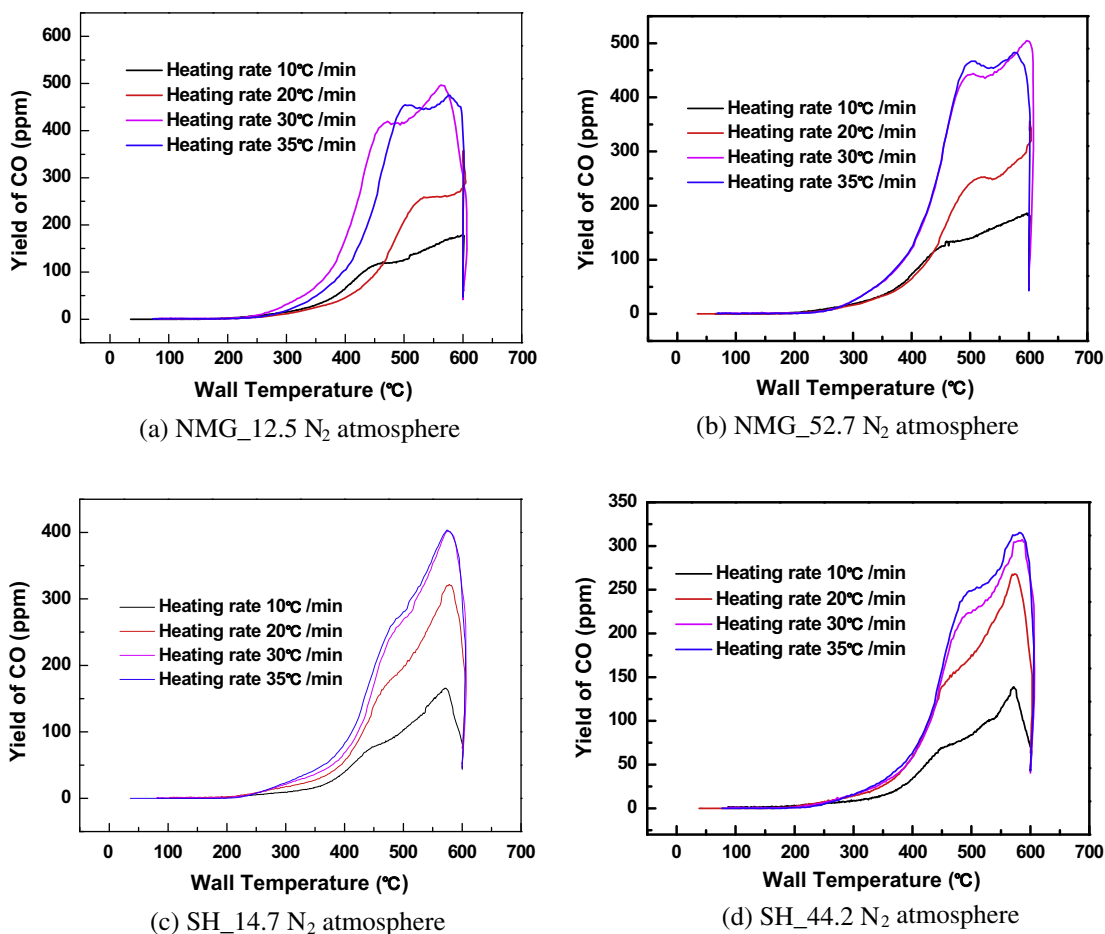 600
500
400
300
200
100
0
Yield of CO (ppm)
Heating rate 10℃ /min
Heating rate 20℃ /min
Heating rate 30℃ /min
Heating rate 35℃ /min
0 100 200 300 400 500 600 700
Wall Temperature (℃)
(a) NMG_12.5 N₂ atmosphere
500
400
300
200
100
0
Yield of CO (ppm)
Heating rate 10℃ /min
Heating rate 20℃ /min
Heating rate 30℃ /min
Heating rate 35℃ /min
0 100 200 300 400 500 600 700
Wall Temperature (℃)
(b) NMG_52.7 N₂ atmosphere
400
300
200
100
0
Yield of CO (ppm)
Heating rate 10℃ /min
Heating rate 20℃ /min
Heating rate 30℃ /min
Heating rate 35℃ /min
0 100 200 300 400 500 600 700
Wall Temperature (℃)
(c) SH_14.7 N₂ atmosphere
350
300
250
200
150
100
50
0
Yield of CO (ppm)
Heating rate 10℃ /min
Heating rate 20℃ /min
Heating rate 30℃ /min
Heating rate 35℃ /min
0 100 200 300 400 500 600 700
Wall Temperature (℃)
(d) SH_44.2 N₂ atmosphere